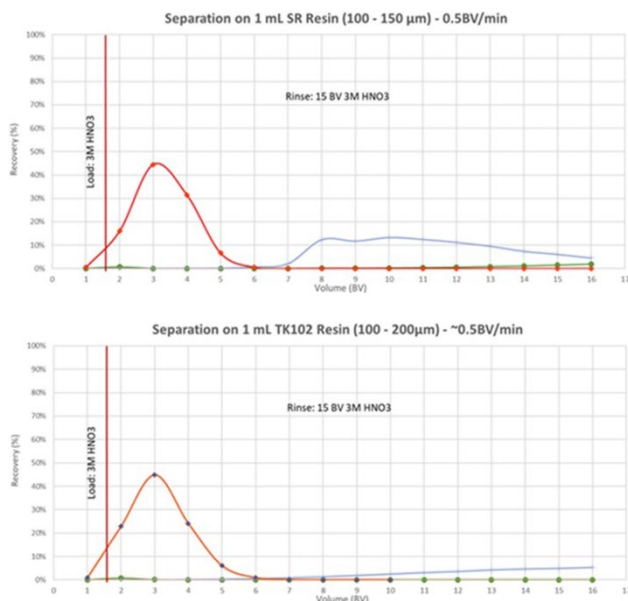 Separation on 1 mL SR Resin (100 - 150 µm) - 0.5BV/min
100%
90%
80%
70%
60%
50%
40%
30%
20%
10%
0%
Recovery (%)
Load: 3M HNO3
Rinse: 15 BV 3M HNO3
0 1 2 3 4 5 6 7 8 9 10 11 12 13 14 15 16
Volume (BV)
Separation on 1 mL TK102 Resin (100 - 200µm) - ~0.5BV/min
100%
90%
80%
70%
60%
50%
40%
30%
20%
10%
0%
Recovery (%)
Load: 3M HNO3
Rinse: 15 BV 3M HNO3
0 1 2 3 4 5 6 7 8 9 10 11 12 13 14 15 16
Volume (BV)